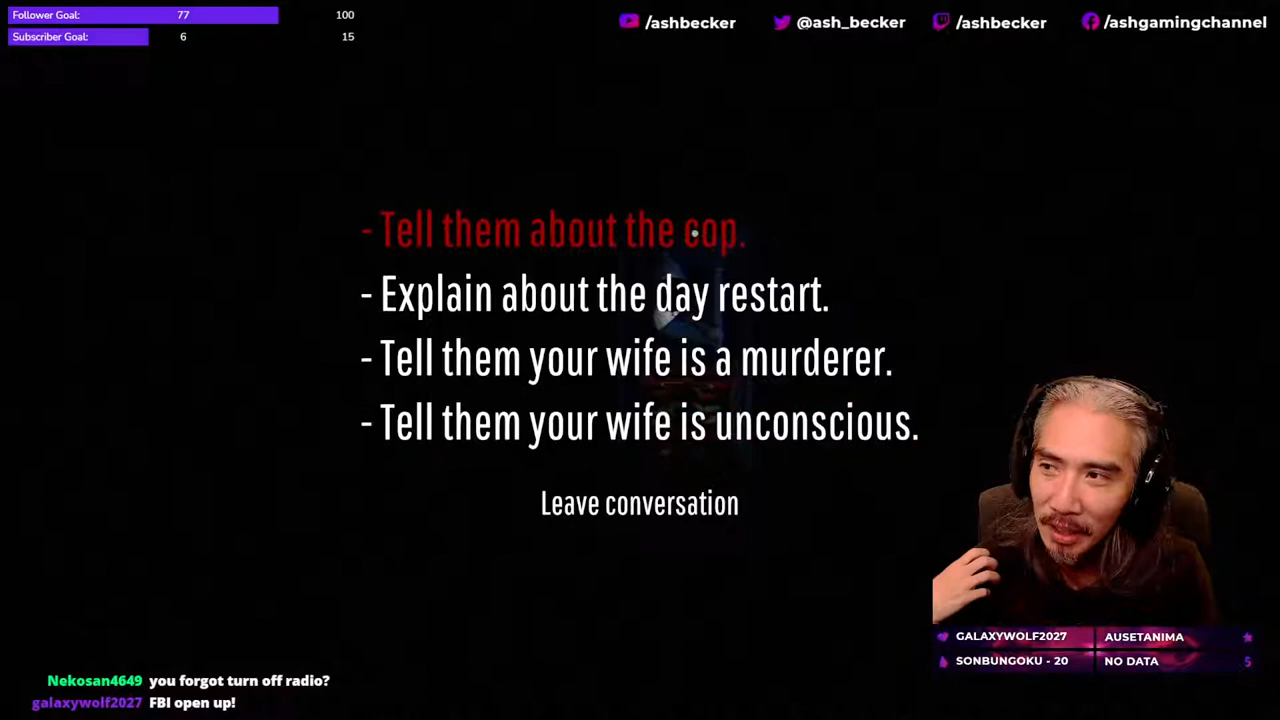 Follower Goal: 77 100
Subscriber Goal: 6 15
/ashbecker @ash_becker /ashbecker /ashgamingchannel
- Tell them about the cop.
- Explain about the day restart.
- Tell them your wife is a murderer.
- Tell them your wife is unconscious.
Leave conversation
GALAXYWOLF2027 AUSETANIMA
SONBUNGOKU - 20 NO DATA 5
Nekosan4649 you forgot turn off radio?
galaxywolf2027 FBI open up!